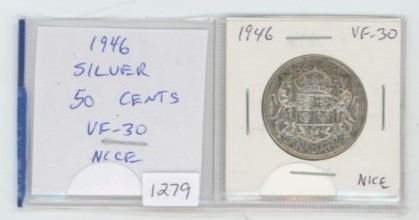 1946
SILVER
50 CENTS
VF-30
NICE
1279
1946 VF-30
NICE